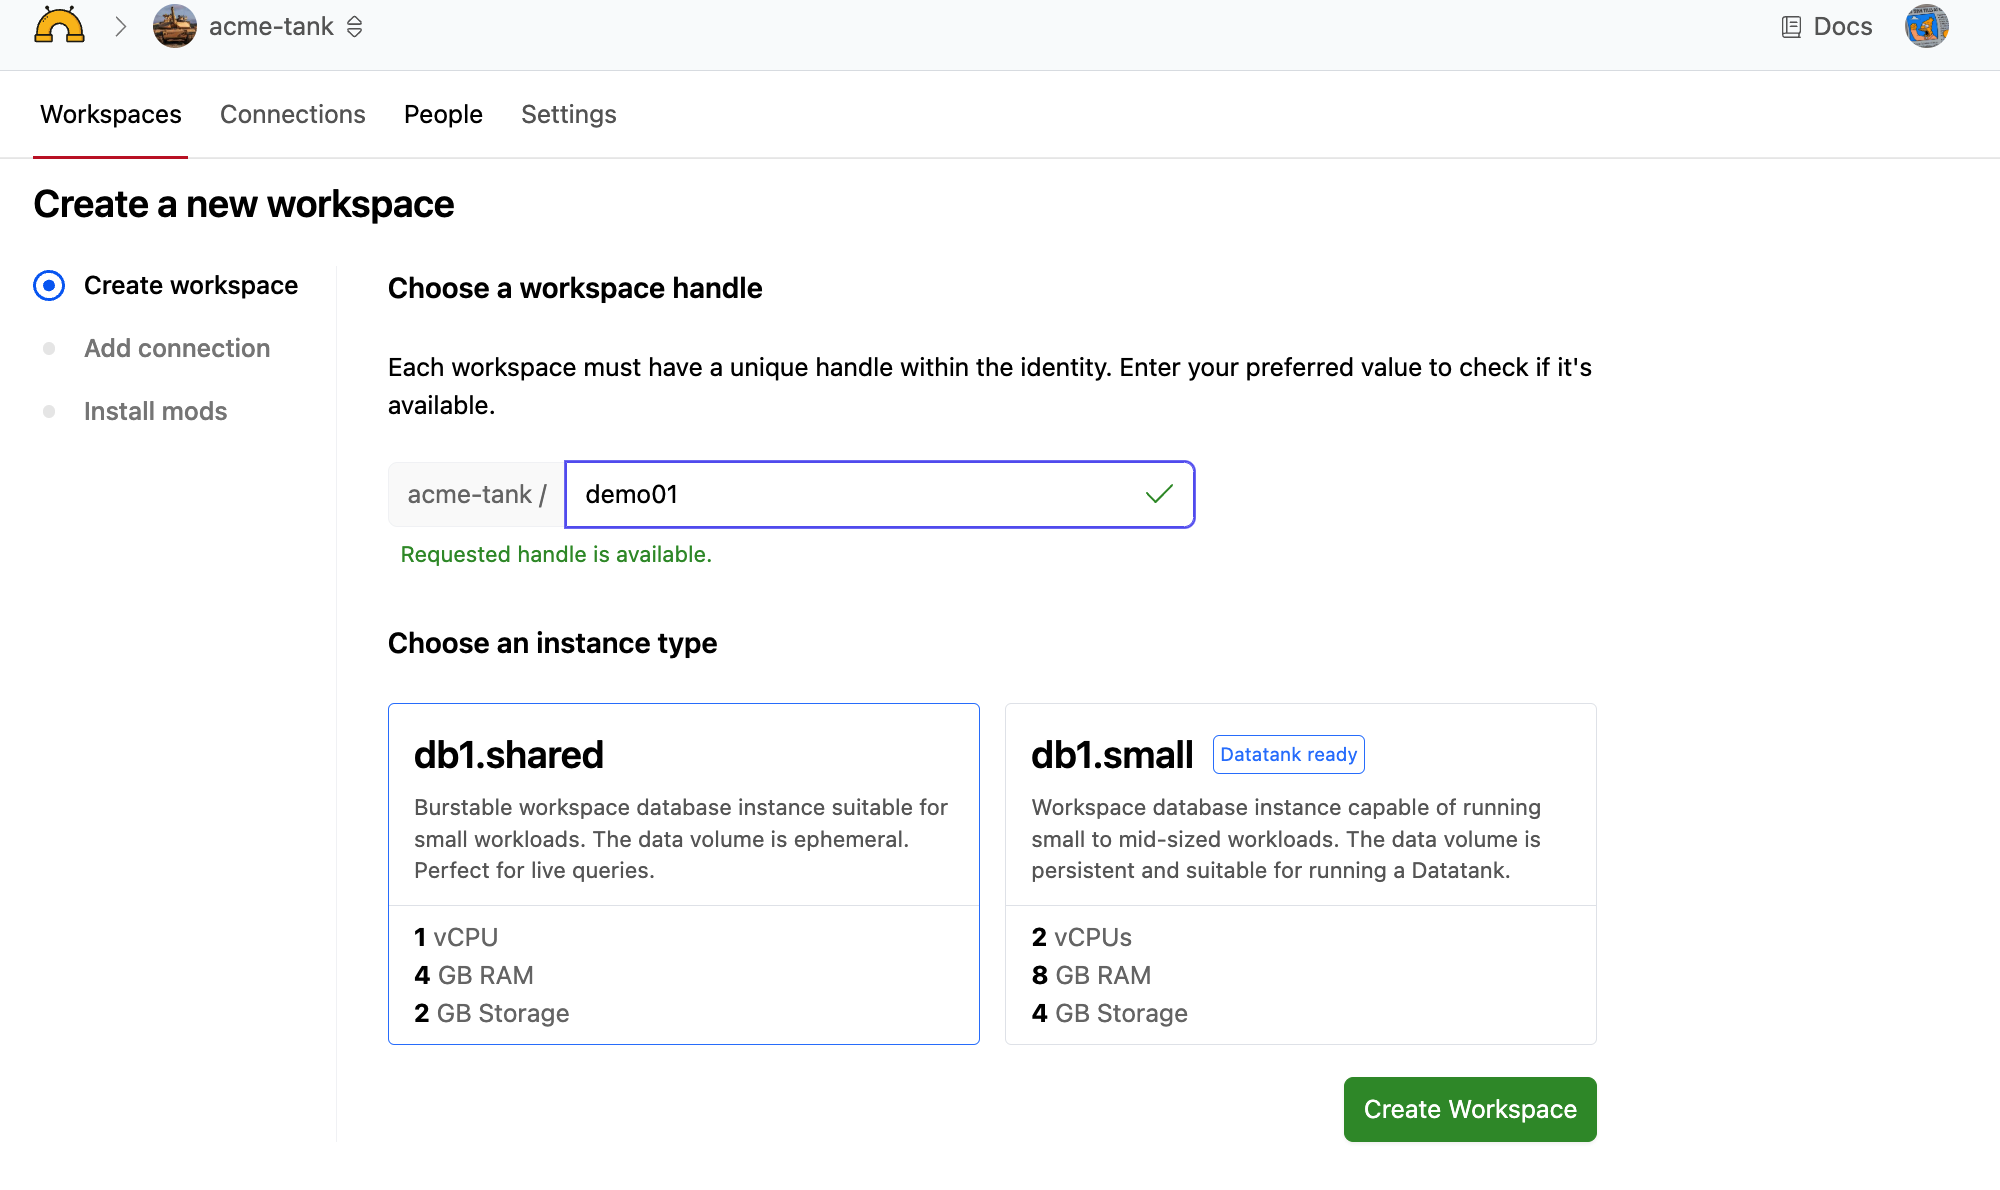 acme-tank
Docs
Workspaces Connections People Settings
Create a new workspace
Create workspace
Add connection
Install mods
Choose a workspace handle
Each workspace must have a unique handle within the identity. Enter your preferred value to check if it's
available.
acme-tank / demo01
Requested handle is available.
Choose an instance type
db1.shared
Burstable workspace database instance suitable for
small workloads. The data volume is ephemeral.
Perfect for live queries.
1 vCPU
4 GB RAM
2 GB Storage
db1.small Datatank ready
Workspace database instance capable of running
small to mid-sized workloads. The data volume is
persistent and suitable for running a Datatank.
2 vCPUs
8 GB RAM
4 GB Storage
Create Workspace